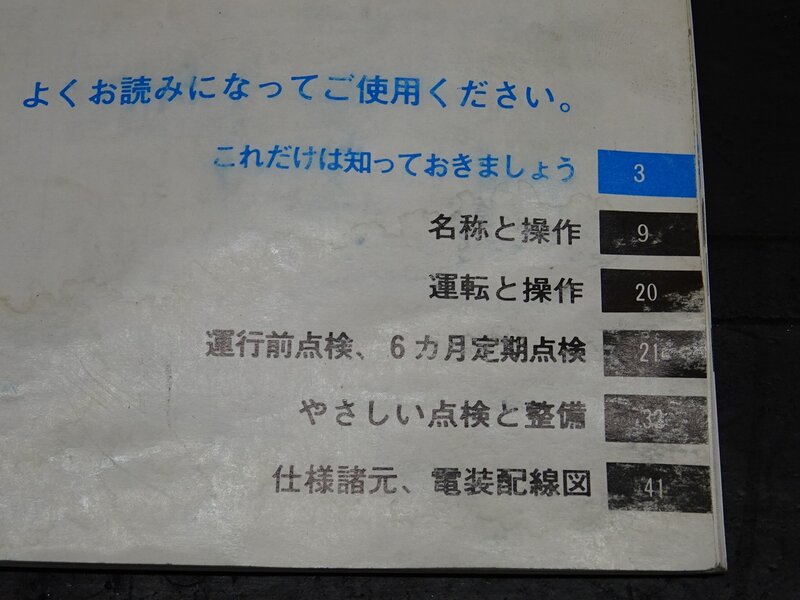 よくお読みになってご使用ください。
これだけは知っておきましょう 3
名称と操作 9
運転と操作 20
運行前点検、6カ月定期点検 21
やさしい点検と整備 32
仕様諸元、電装配線図 41